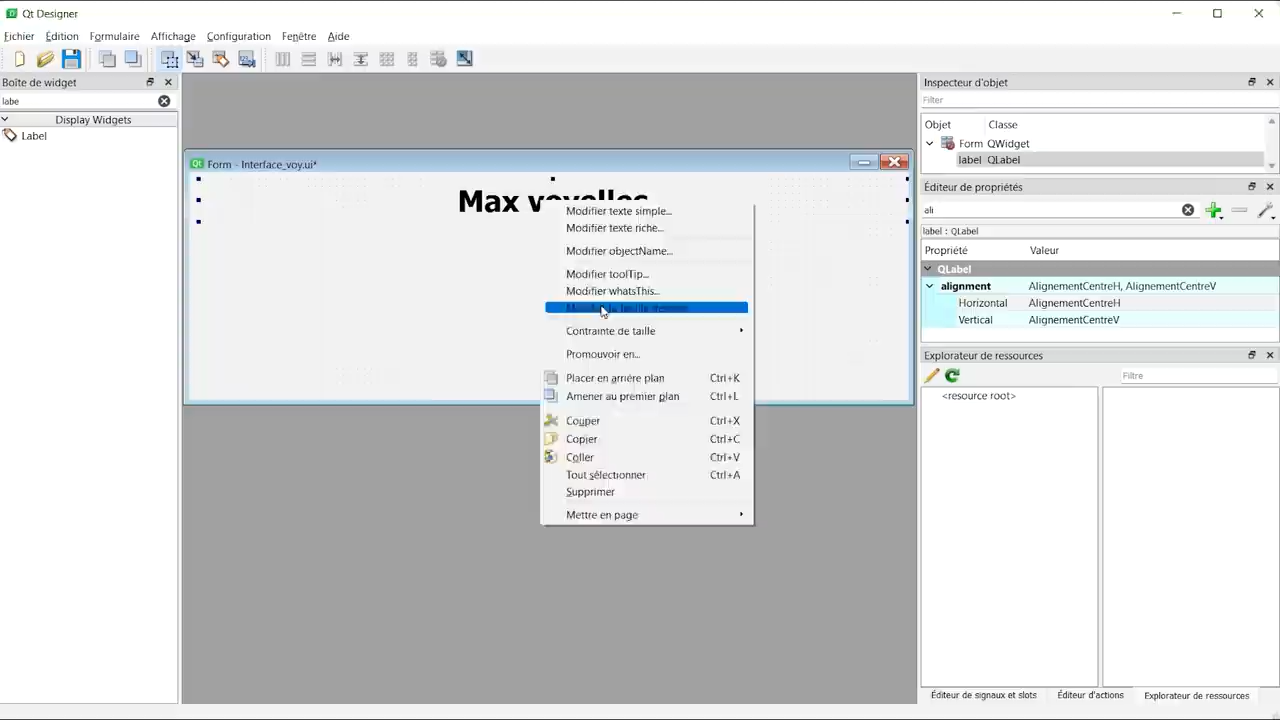 Qt Designer
Fichier Édition Formulaire Affichage Configuration Fenêtre Aide
Boîte de widget
labe
Display Widgets
Label
Form - Interface_voy.ui*
Max voyelles
Modifier texte simple...
Modifier texte riche...
Modifier objectName...
Modifier toolTip...
Modifier whatsThis...
Contrainte de taille
Promouvoir en...
Placer en arrière plan Ctrl+K
Amener au premier plan Ctrl+L
Couper Ctrl+X
Copier Ctrl+C
Coller Ctrl+V
Tout sélectionner Ctrl+A
Supprimer
Mettre en page
Inspecteur d'objet
Filter
Objet Classe
Form QWidget
label QLabel
Éditeur de propriétés
ali
label : QLabel
Propriété Valeur
QLabel
alignment AlignementCentreH, AlignementCentreV
Horizontal AlignementCentreH
Vertical AlignementCentreV
Explorateur de ressources
Filtre
<resource root>
Éditeur de signaux et slots Éditeur d'actions Explorateur de ressources